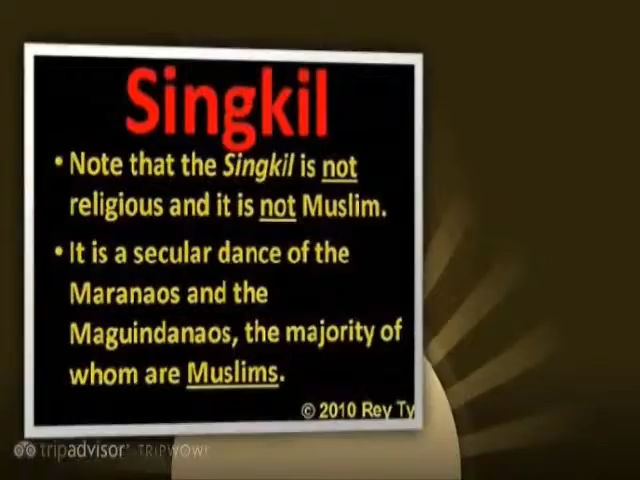 Singkil
• Note that the Singkil is not
religious and it is not Muslim.
• It is a secular dance of the
Maranaos and the
Maguindanaos, the majority of
whom are Muslims.
© 2010 Rey Ty
tripadvisor® TRIPWOW!